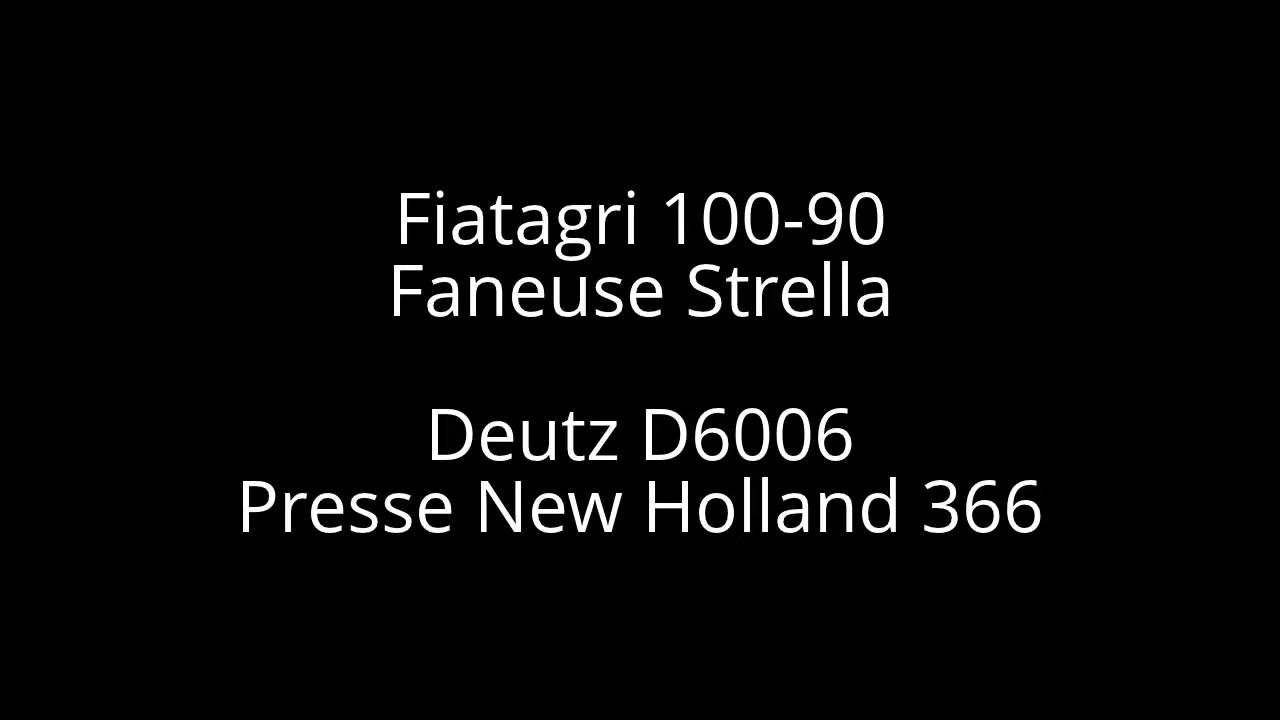 Fiatagri 100-90
Faneuse Strella
Deutz D6006
Presse New Holland 366